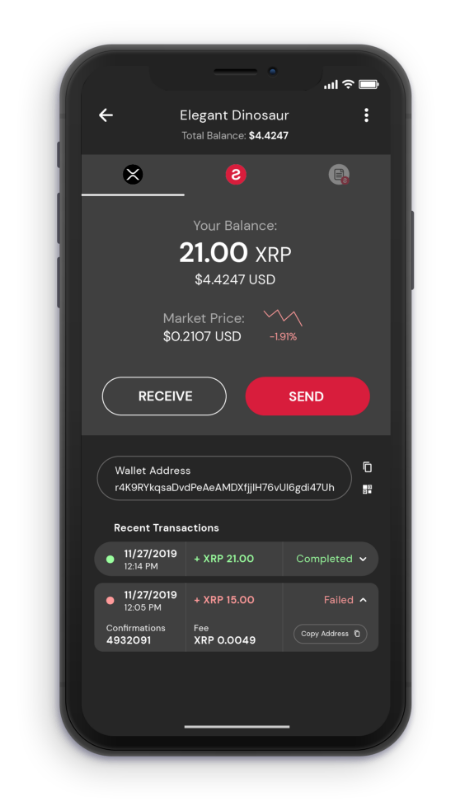 Elegant Dinosaur
Total Balance: $4.4247
Your Balance:
21.00 XRP
$4.4247 USD
Market Price:
$0.2107 USD
-1.91%
RECEIVE
SEND
Wallet Address
r4K9RYkqsaDvdPeAeAMDXfjjIH76vUI6gdi47Uh
Recent Transactions
11/27/2019
12:14 PM
+ XRP 21.00
Completed
11/27/2019
12:05 PM
+ XRP 15.00
Failed
Confirmations
4932091
Fee
XRP 0.0049
Copy Address